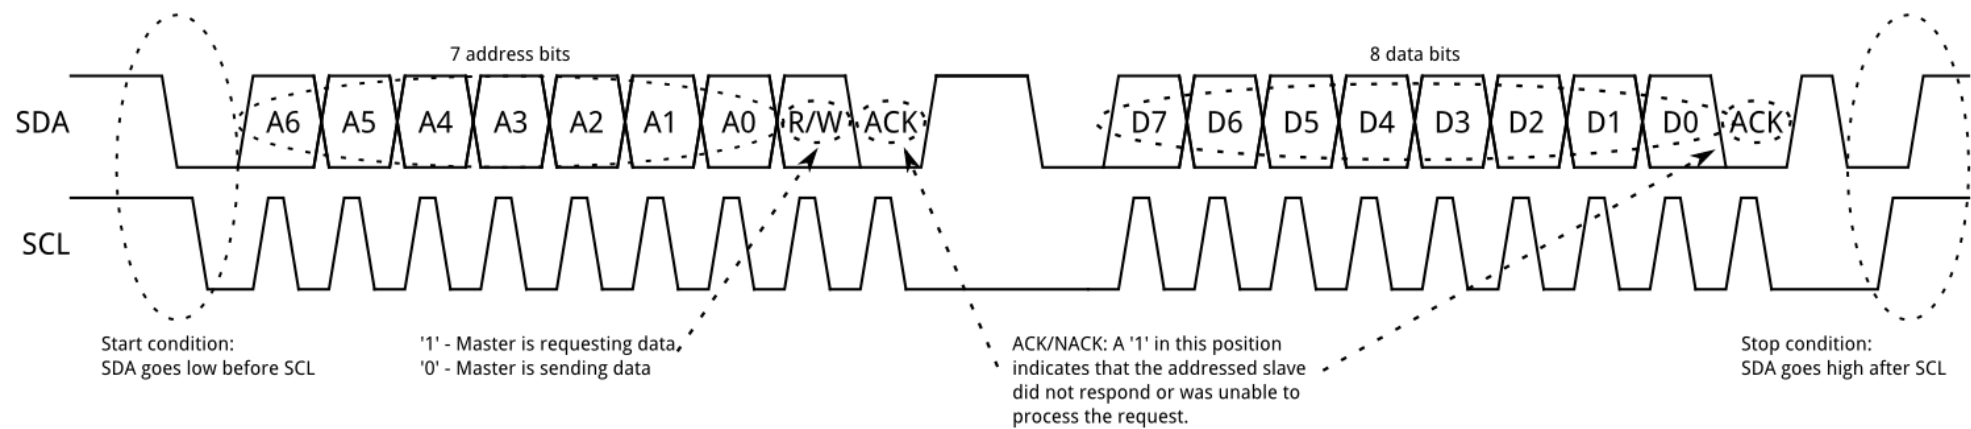 7 address bits
8 data bits
SDA A6 A5 A4 A3 A2 A1 A0 R/W ACK D7 D6 D5 D4 D3 D2 D1 D0 ACK
SCL
Start condition:
SDA goes low before SCL
'1' - Master is requesting data
'0' - Master is sending data
ACK/NACK: A '1' in this position
indicates that the addressed slave
did not respond or was unable to
process the request.
Stop condition:
SDA goes high after SCL